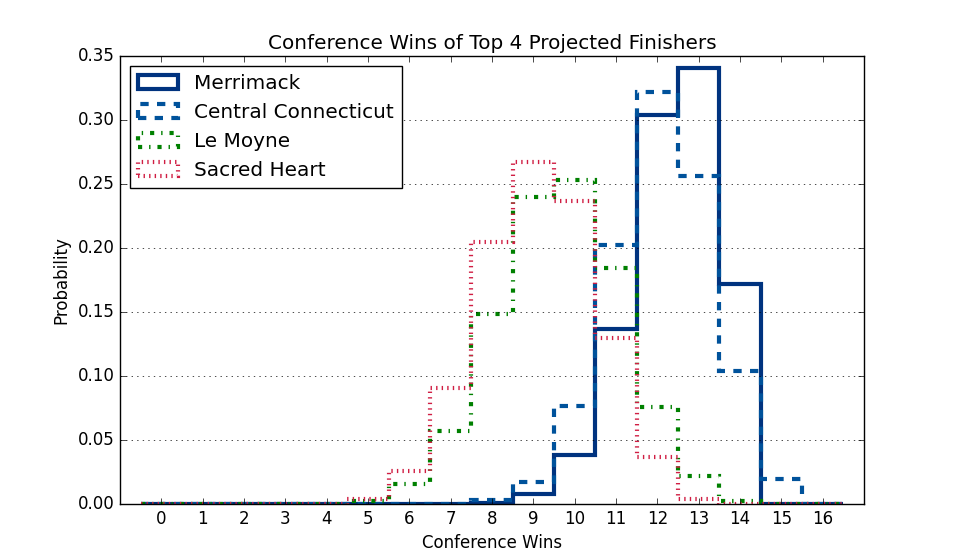 Conference Wins of Top 4 Projected Finishers
Merrimack
Central Connecticut
Le Moyne
Sacred Heart
Probability
0.35
0.30
0.25
0.20
0.15
0.10
0.05
0.00
0 1 2 3 4 5 6 7 8 9 10 11 12 13 14 15 16
Conference Wins